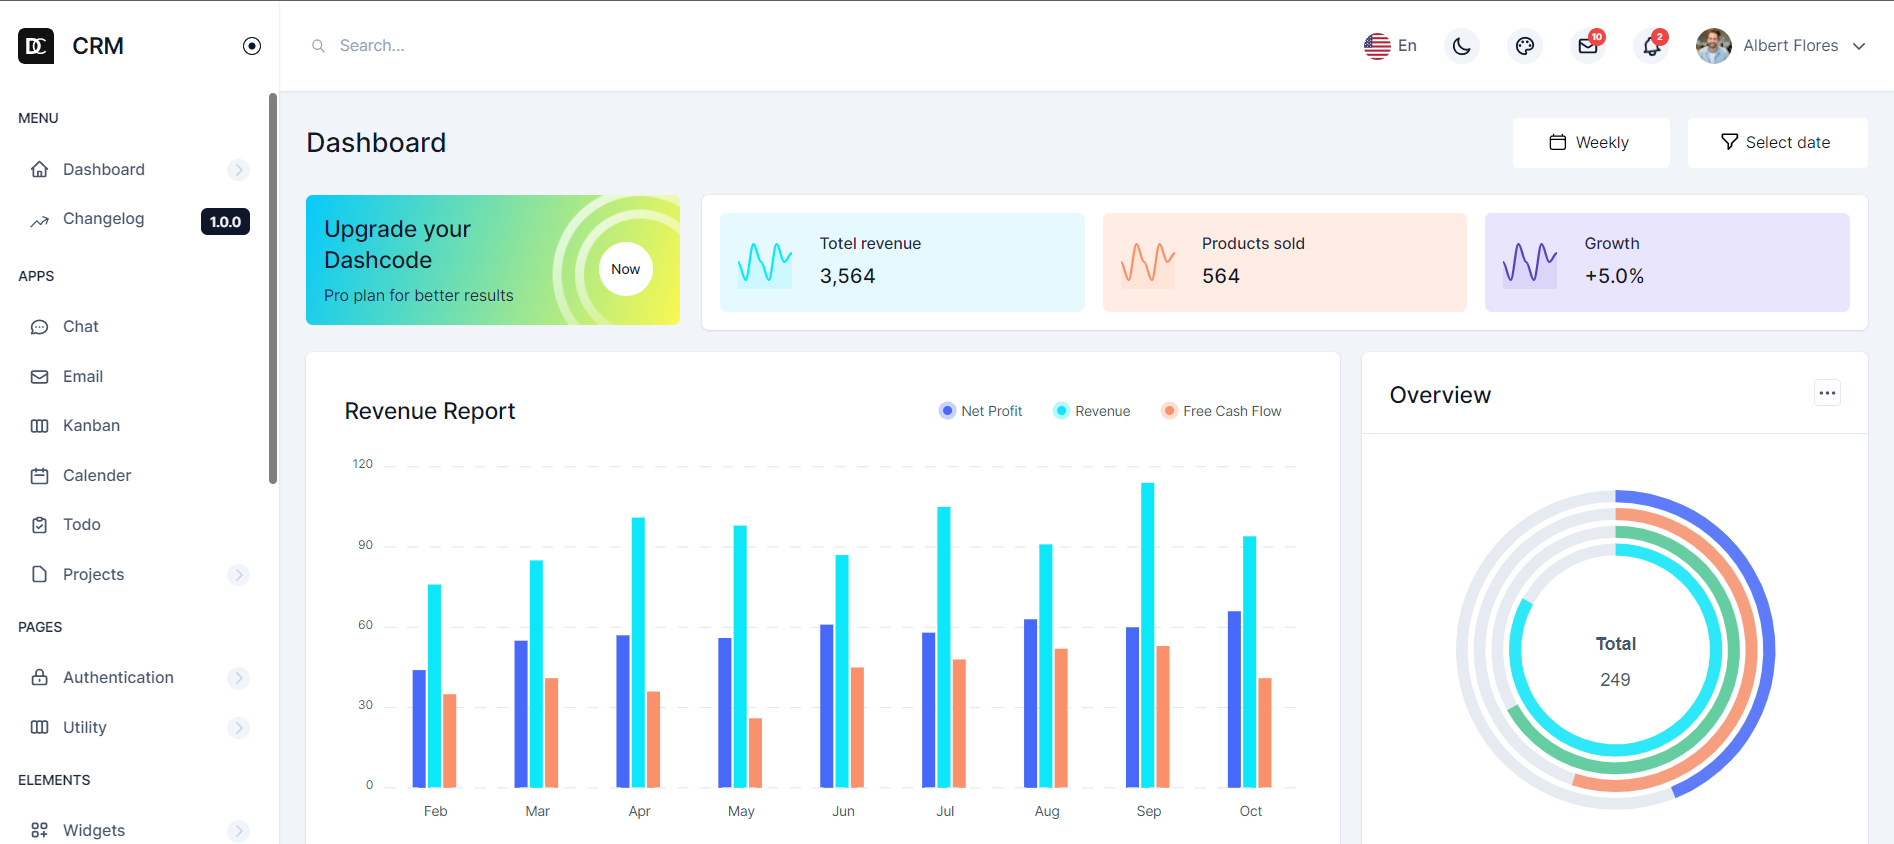 DC CRM
Search...
En
10
2
Albert Flores
MENU
Dashboard
Changelog
1.0.0
APPS
Chat
Email
Kanban
Calender
Todo
Projects
PAGES
Authentication
Utility
ELEMENTS
Widgets
Dashboard
Weekly
Select date
Upgrade your
Dashcode
Pro plan for better results
Now
Totel revenue
3,564
Products sold
564
Growth
+5.0%
Revenue Report
Net Profit
Revenue
Free Cash Flow
120
90
60
30
0
Feb Mar Apr May Jun Jul Aug Sep Oct
Overview
Total
249